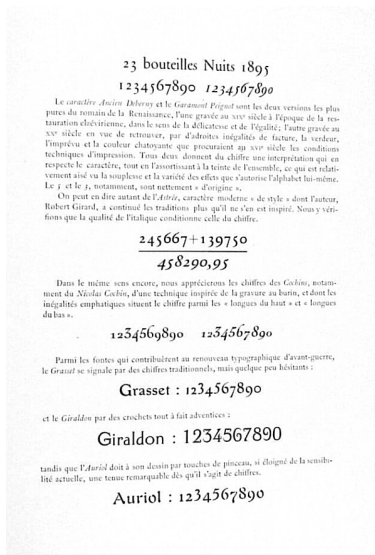 23 bouteilles Nuits 1895
1234567890 1234567890
Le caractère Ancien Deberny et le Garamont Peignot sont les deux versions les plus
pures du romain de la Renaissance, l'une gravée au XIXe siècle à l'époque de la res-
tauration elzévirienne, dans le sens de la délicatesse et de l'égalité; l'autre gravée au
XXe siècle en vue de retrouver, par d'adroites inégalités de facture, la verdeur,
l'imprévu et la couleur chatoyante que procuraient au XVIe siècle les conditions
techniques d'impression. Tous deux donnent du chiffre une interprétation qui en
respecte le caractère, tout en l'assortissant à la teinte de l'ensemble, ce qui est relati-
vement aisé vu la souplesse et la variété des effets que s'autorise l'alphabet lui-même.
Le 5 et le 3, notamment, sont nettement « d'origine ».
On peut en dire autant de l'Astrée, caractère moderne « de style » dont l'auteur,
Robert Girard, a continué les traditions plus qu'il ne s'en est inspiré. Nous y véri-
fions que la qualité de l'italique conditionne celle du chiffre.
245667+139750
458290,95
Dans le même sens encore, nous apprécierons les chiffres des Cochins, notam-
ment du Nicolas Cochin, d'une technique inspirée de la gravure au burin, et dont les
inégalités emphatiques situent le chiffre parmi les « longues du haut » et « longues
du bas ».
1234569890 1234567890
Parmi les fontes qui contribuèrent au renouveau typographique d'avant-guerre,
le Grasset se signale par des chiffres traditionnels, mais quelque peu hésitants :
Grasset : 1234567890
et le Giraldon par des crochets tout à fait adventices :
Giraldon : 1234567890
tandis que l'Auriol doit à son dessin par touches de pinceau, si éloigné de la sensibi-
lité actuelle, une tenue remarquable dès qu'il s'agit de chiffres.
Auriol : 1234567890